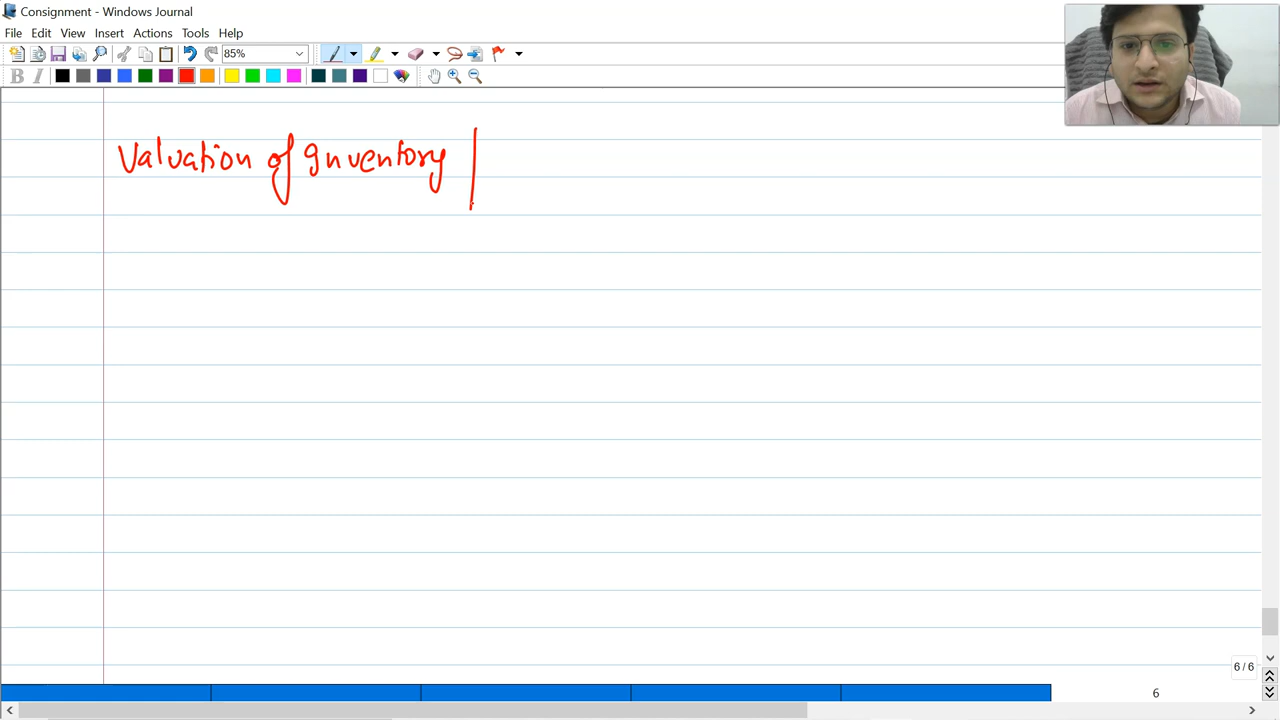 Consignment - Windows Journal
File Edit View Insert Actions Tools Help
85%
B I
Valuation of Inventory
6 / 6
6